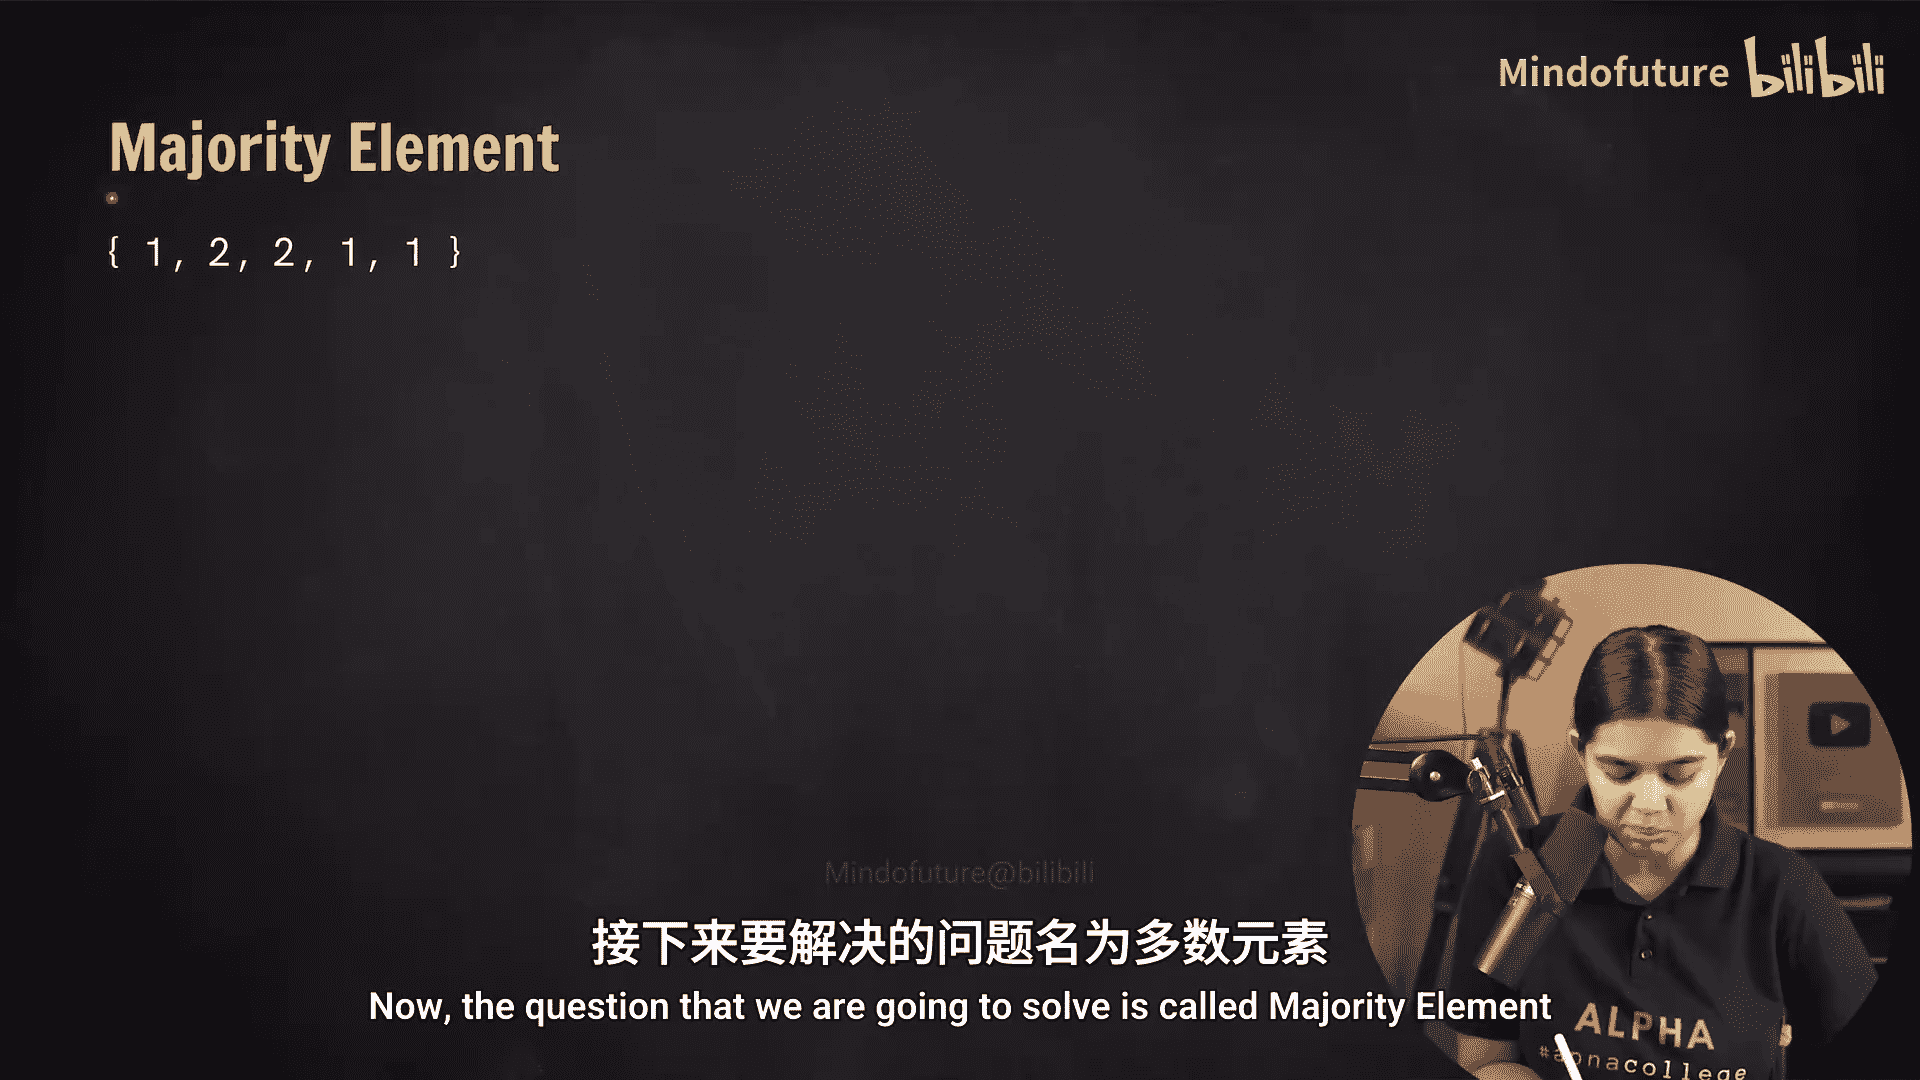 Mindofuture bilibili
Majority Element
{ 1, 2, 2, 1, 1 }
Mindofuture@bilibili
接下来要解决的问题名为多数元素
Now, the question that we are going to solve is called Majority Element
ALPHA
#apnacollege